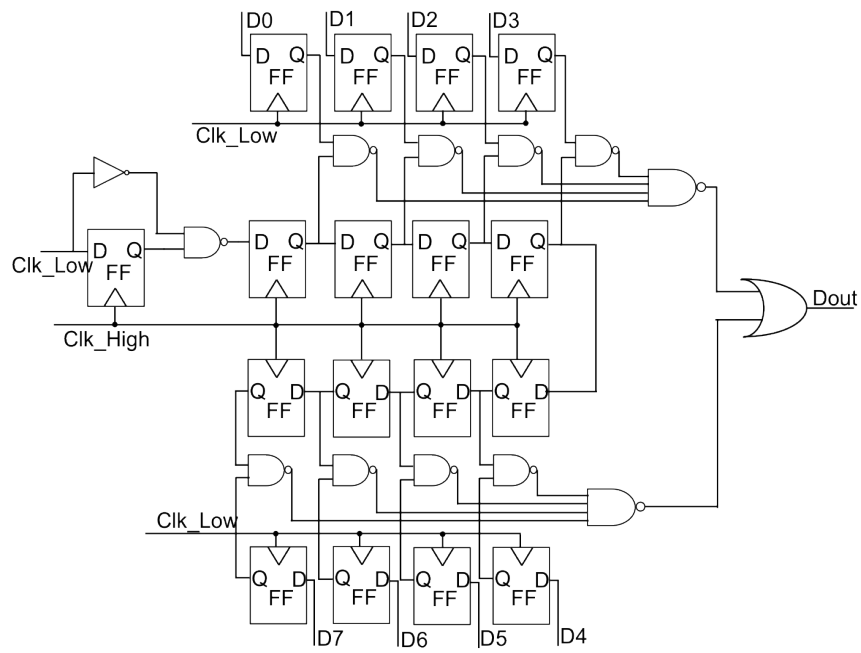 D0 D1 D2 D3
D Q D Q D Q D Q
FF FF FF FF
Clk_Low
D Q D Q D Q D Q D Q
Clk_Low FF FF FF FF FF
Clk_High
Dout
Q D Q D Q D Q D
FF FF FF FF
Clk_Low
Q D Q D Q D Q D
FF FF FF FF
D7 D6 D5 D4